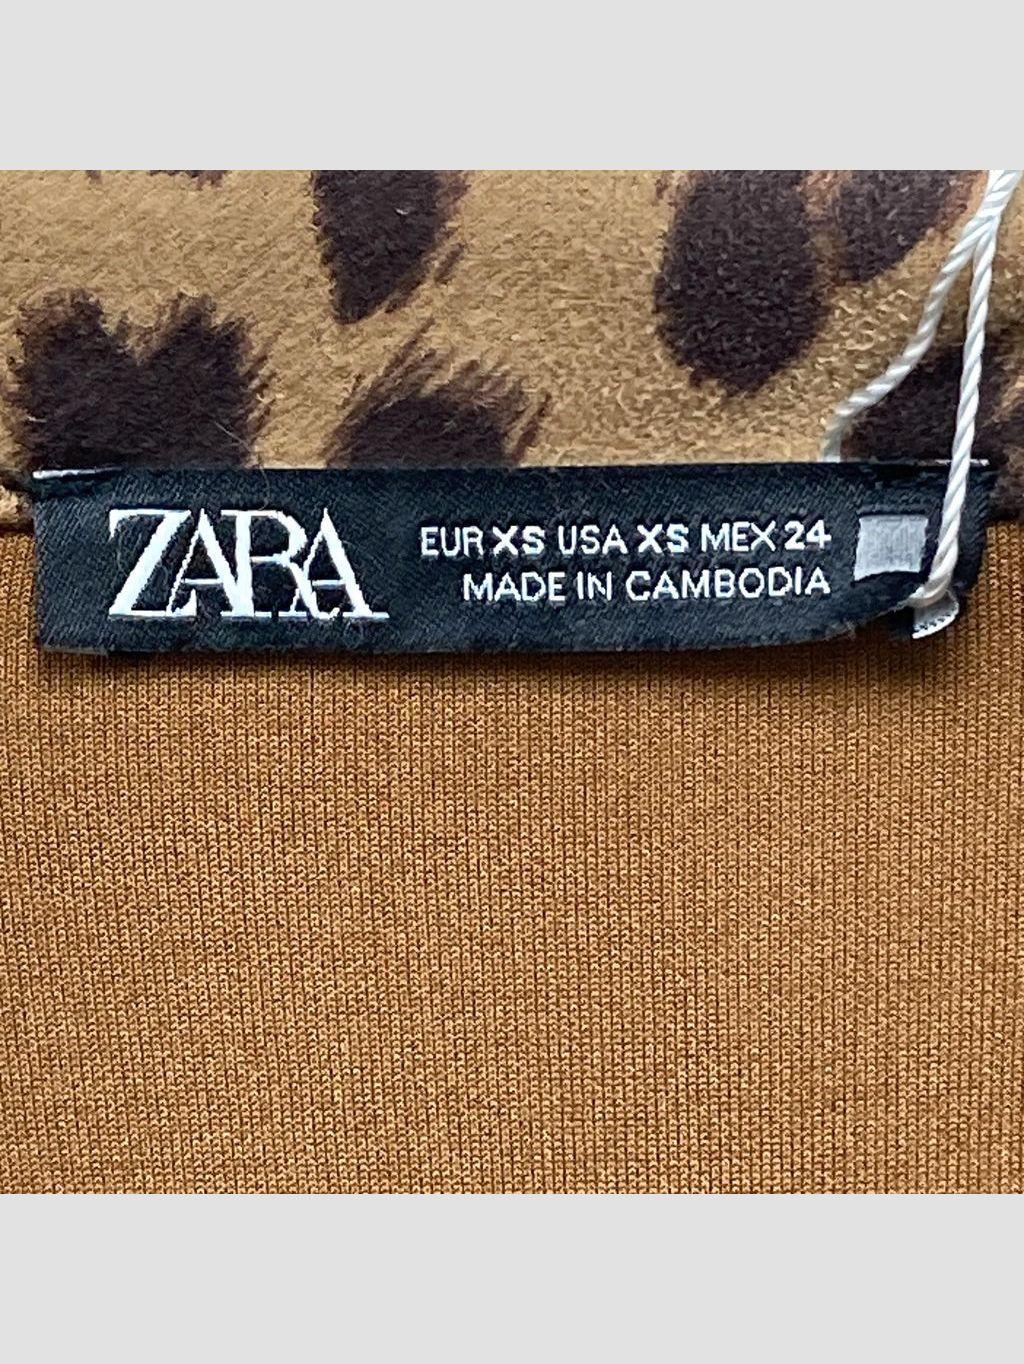 ZARA
EUR XS USA XS MEX 24
MADE IN CAMBODIA